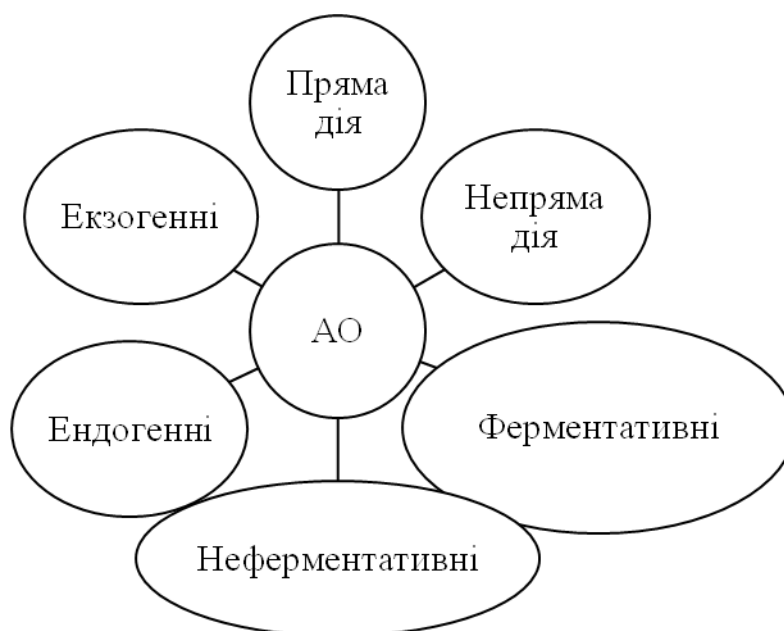 Пряма
дія
Екзогенні
Непряма
дія
АО
Ендогенні
Ферментативні
Неферментативні